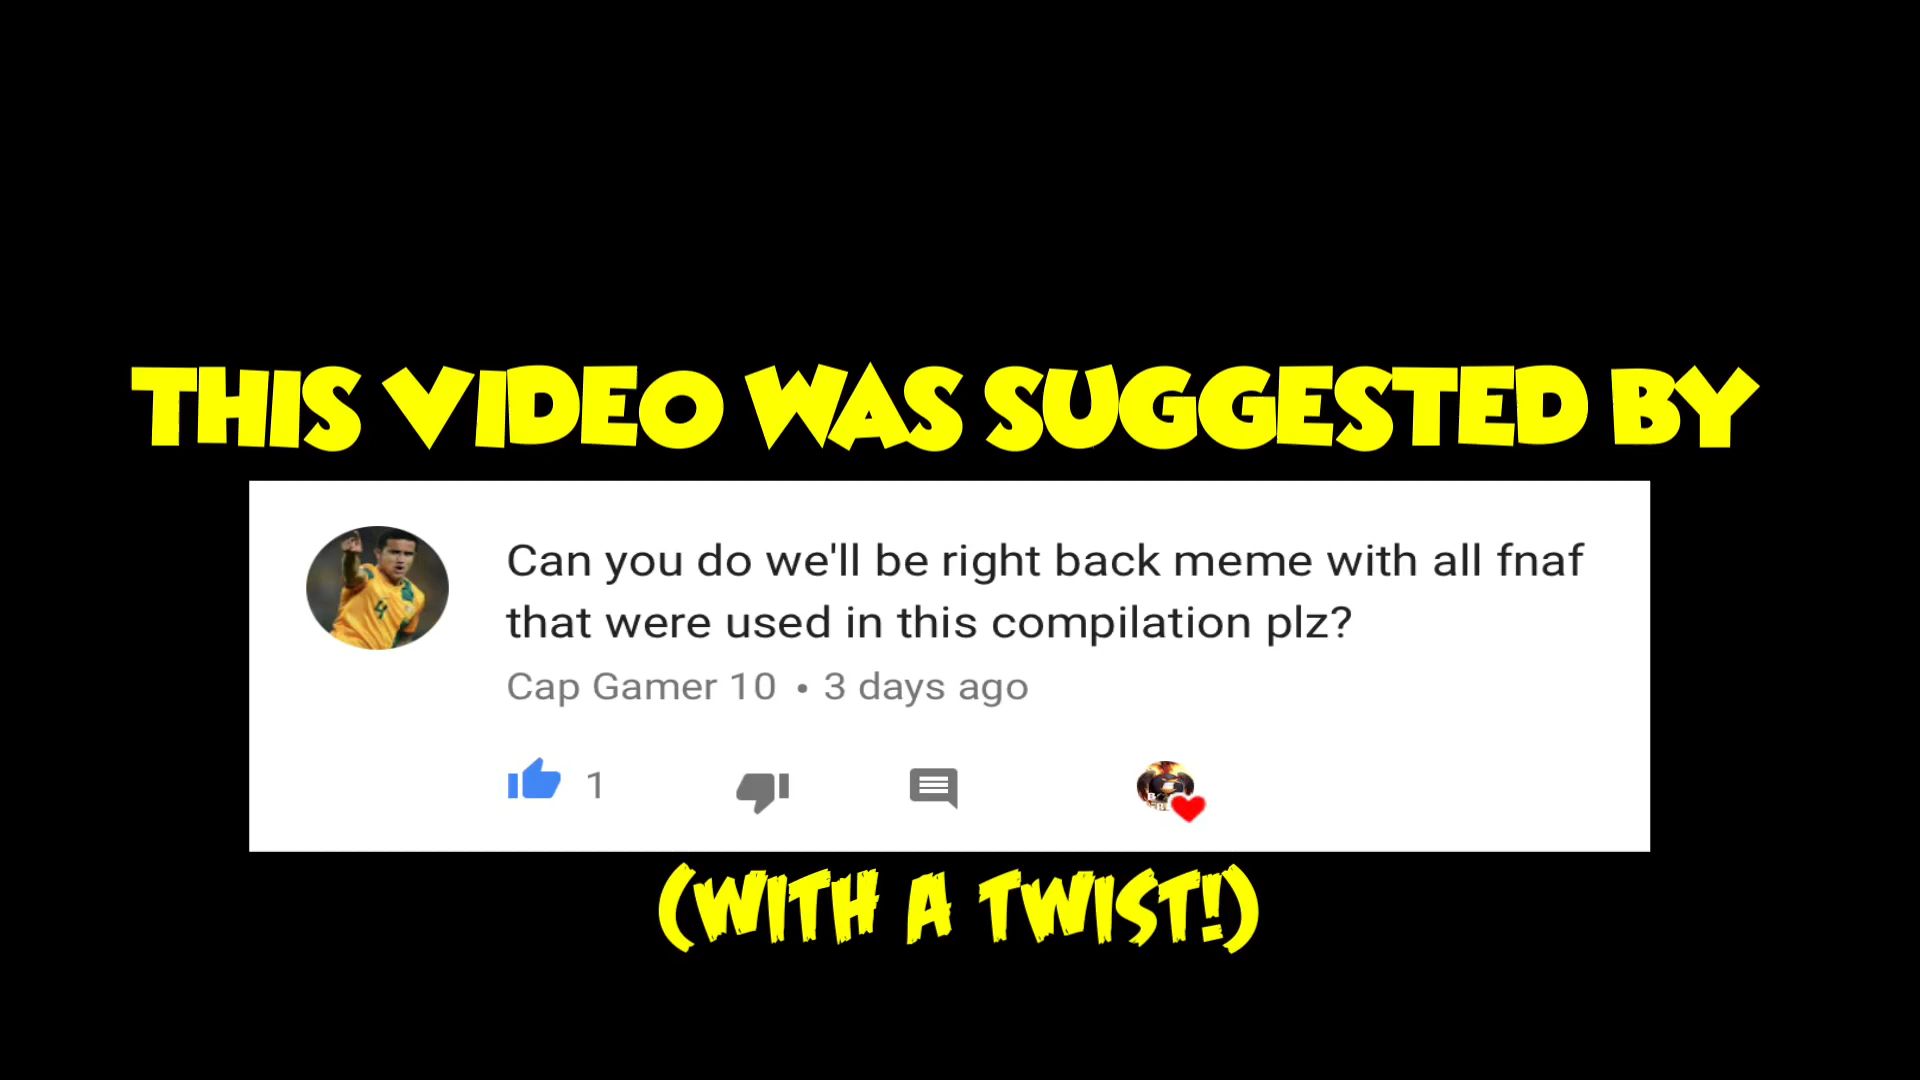 THIS VIDEO WAS SUGGESTED BY
Can you do we'll be right back meme with all fnaf
that were used in this compilation plz?
Cap Gamer 10 • 3 days ago
1
(WITH A TWIST!)